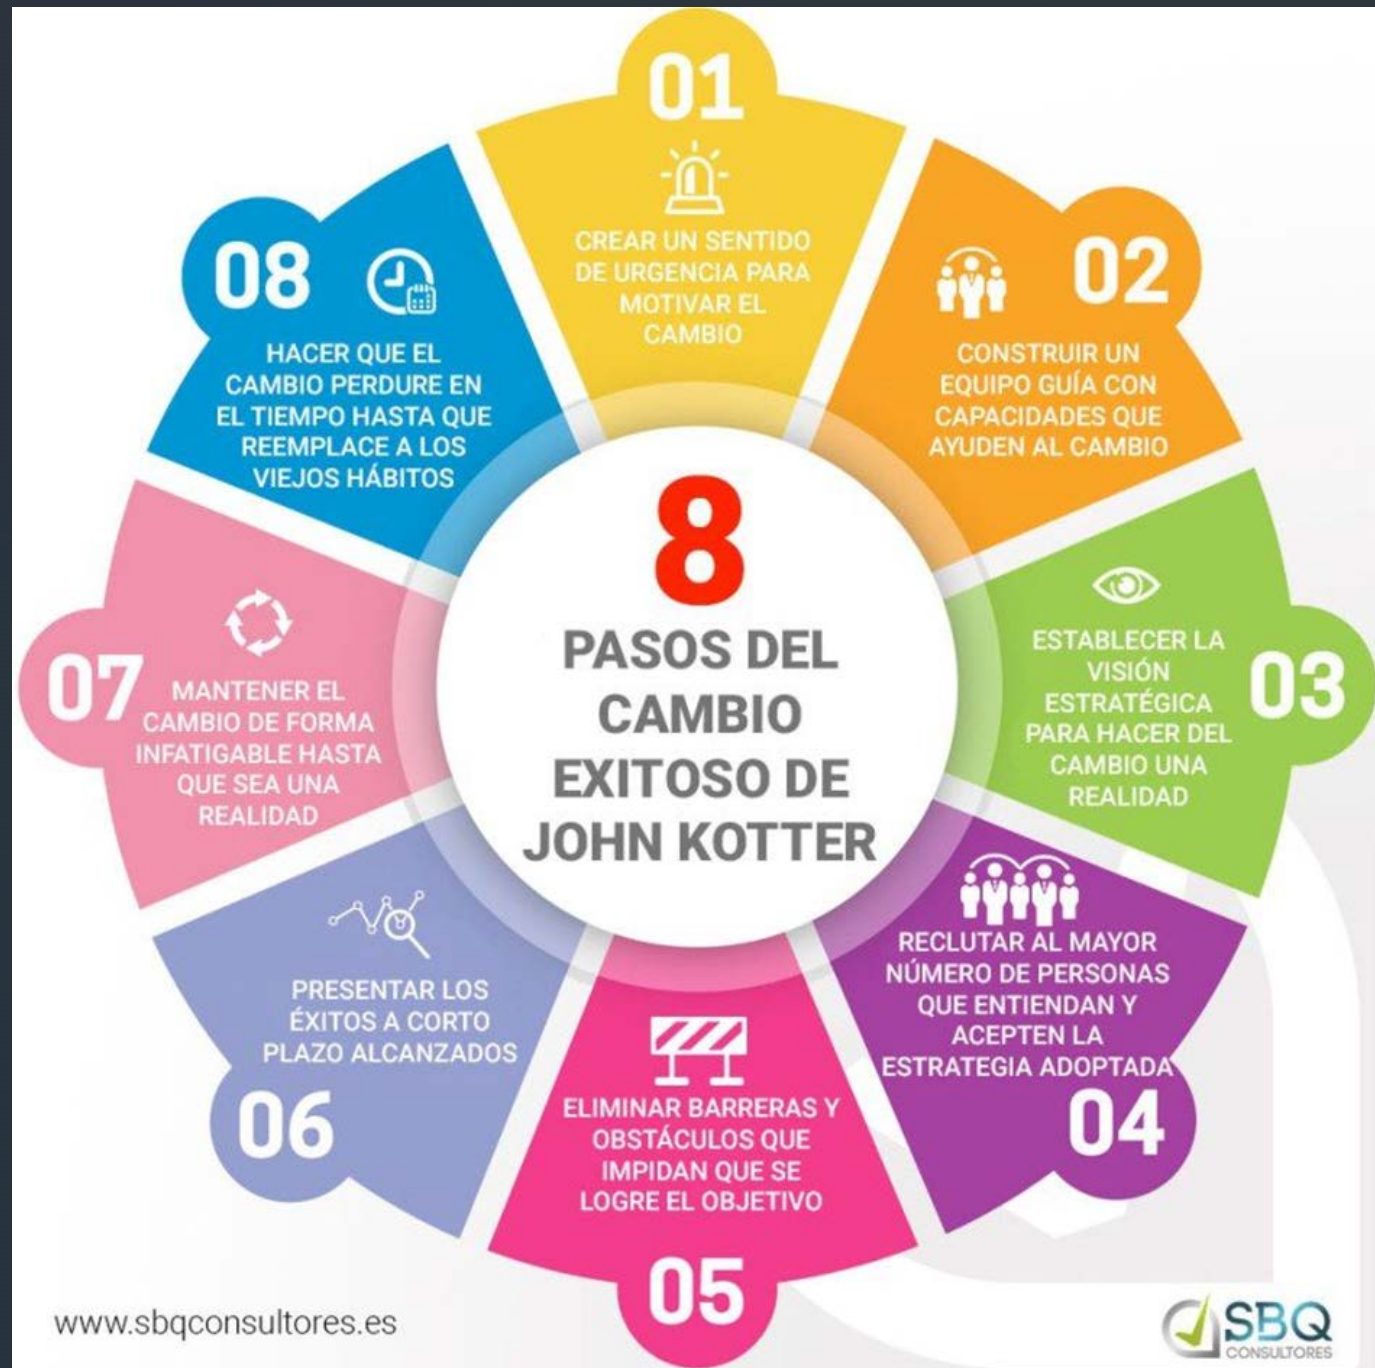 8
PASOS DEL
CAMBIO
EXITOSO DE
JOHN KOTTER
01
CREAR UN SENTIDO
DE URGENCIA PARA
MOTIVAR EL
CAMBIO
02
CONSTRUIR UN
EQUIPO GUÍA CON
CAPACIDADES QUE
AYUDEN AL CAMBIO
03
ESTABLECER LA
VISIÓN
ESTRATÉGICA
PARA HACER DEL
CAMBIO UNA
REALIDAD
04
RECLUTAR AL MAYOR
NÚMERO DE PERSONAS
QUE ENTIENDAN Y
ACEPTEN LA
ESTRATEGIA ADOPTADA
05
ELIMINAR BARRERAS Y
OBSTÁCULOS QUE
IMPIDAN QUE SE
LOGRE EL OBJETIVO
06
PRESENTAR LOS
ÉXITOS A CORTO
PLAZO ALCANZADOS
07
MANTENER EL
CAMBIO DE FORMA
INFATIGABLE HASTA
QUE SEA UNA
REALIDAD
08
HACER QUE EL
CAMBIO PERDURE EN
EL TIEMPO HASTA QUE
REEMPLACE A LOS
VIEJOS HÁBITOS
www.sbqconsultores.es
SBQ
CONSULTORES